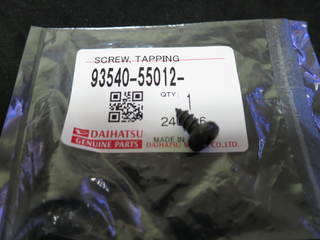 SCREW, TAPPING
93540-55012-
QTY:
1
DAIHATSU
GENUINE PARTS
MADE IN
DAIHATSU CO.LTD.